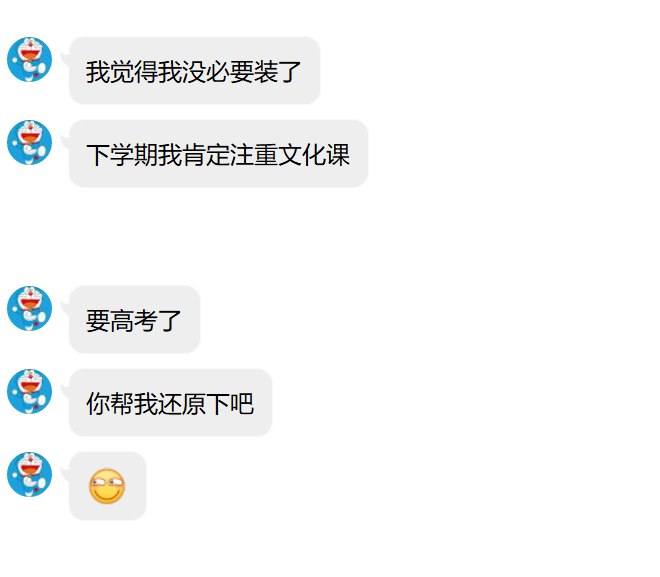 我觉得我没必要装了
下学期我肯定注重文化课
要高考了
你帮我还原下吧